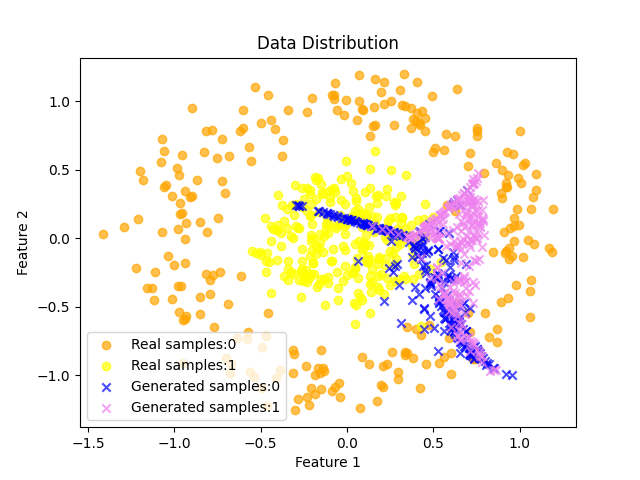 Data Distribution
1.0
0.5
0.0
−0.5
−1.0
Feature 2
Real samples:0
Real samples:1
Generated samples:0
Generated samples:1
−1.5 −1.0 −0.5 0.0 0.5 1.0
Feature 1